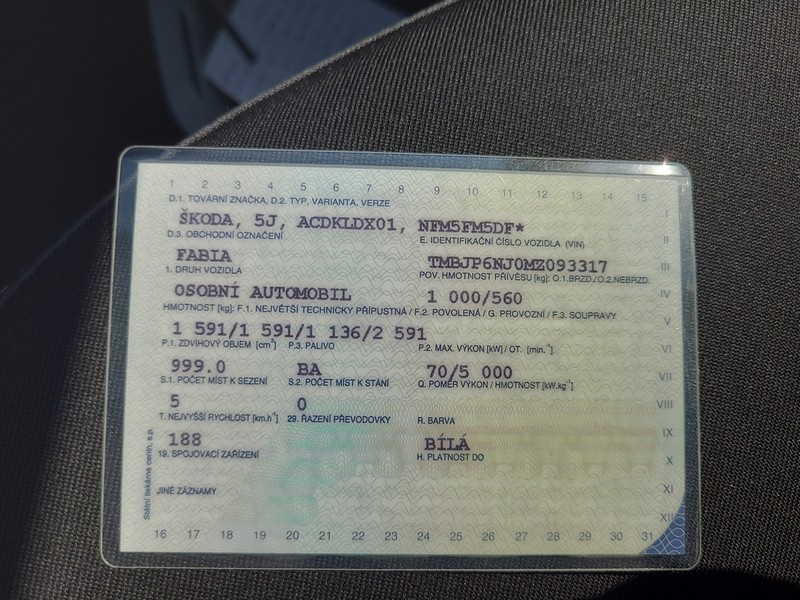 1 2 3 4 5 6 7 8 9 10 11 12 13 14 15
D.1. TOVÁRNÍ ZNAČKA, D.2. TYP, VARIANTA, VERZE
I
ŠKODA, 5J, ACDKLDX01, NFM5FM5DF*
D.3. OBCHODNÍ OZNAČENÍ E. IDENTIFIKAČNÍ ČÍSLO VOZIDLA (VIN)
II
FABIA TMBJP6NJ0MZ093317
III
1. DRUH VOZIDLA POV. HMOTNOST PŘÍVĚSU [kg]: O.1.BRZD./O.2.NEBRZD.
OSOBNÍ AUTOMOBIL 1 000/560
IV
HMOTNOST [kg]: F.1. NEJVĚTŠÍ TECHNICKY PŘÍPUSTNÁ / F.2. POVOLENÁ / G. PROVOZNÍ / F.3. SOUPRAVY
V
1 591/1 591/1 136/2 591
P.1. ZDVIHOVÝ OBJEM [cm³] P.3. PALIVO P.2. MAX. VÝKON [kW] / OT. [min.⁻¹]
VI
999.0 BA 70/5 000
VII
S.1. POČET MÍST K SEZENÍ S.2. POČET MÍST K STÁNÍ Q. POMĚR VÝKON / HMOTNOST [kW.kg⁻¹]
5 0
VIII
T. NEJVYŠŠÍ RYCHLOST [km.h⁻¹] 29. ŘAZENÍ PŘEVODOVKY R. BARVA
IX
188 BÍLÁ
19. SPOJOVACÍ ZAŘÍZENÍ H. PLATNOST DO
X
JINÉ ZÁZNAMY
XI
XII
16 17 18 19 20 21 22 23 24 25 26 27 28 29 30 31
Státní tiskárna cenin, s.p.